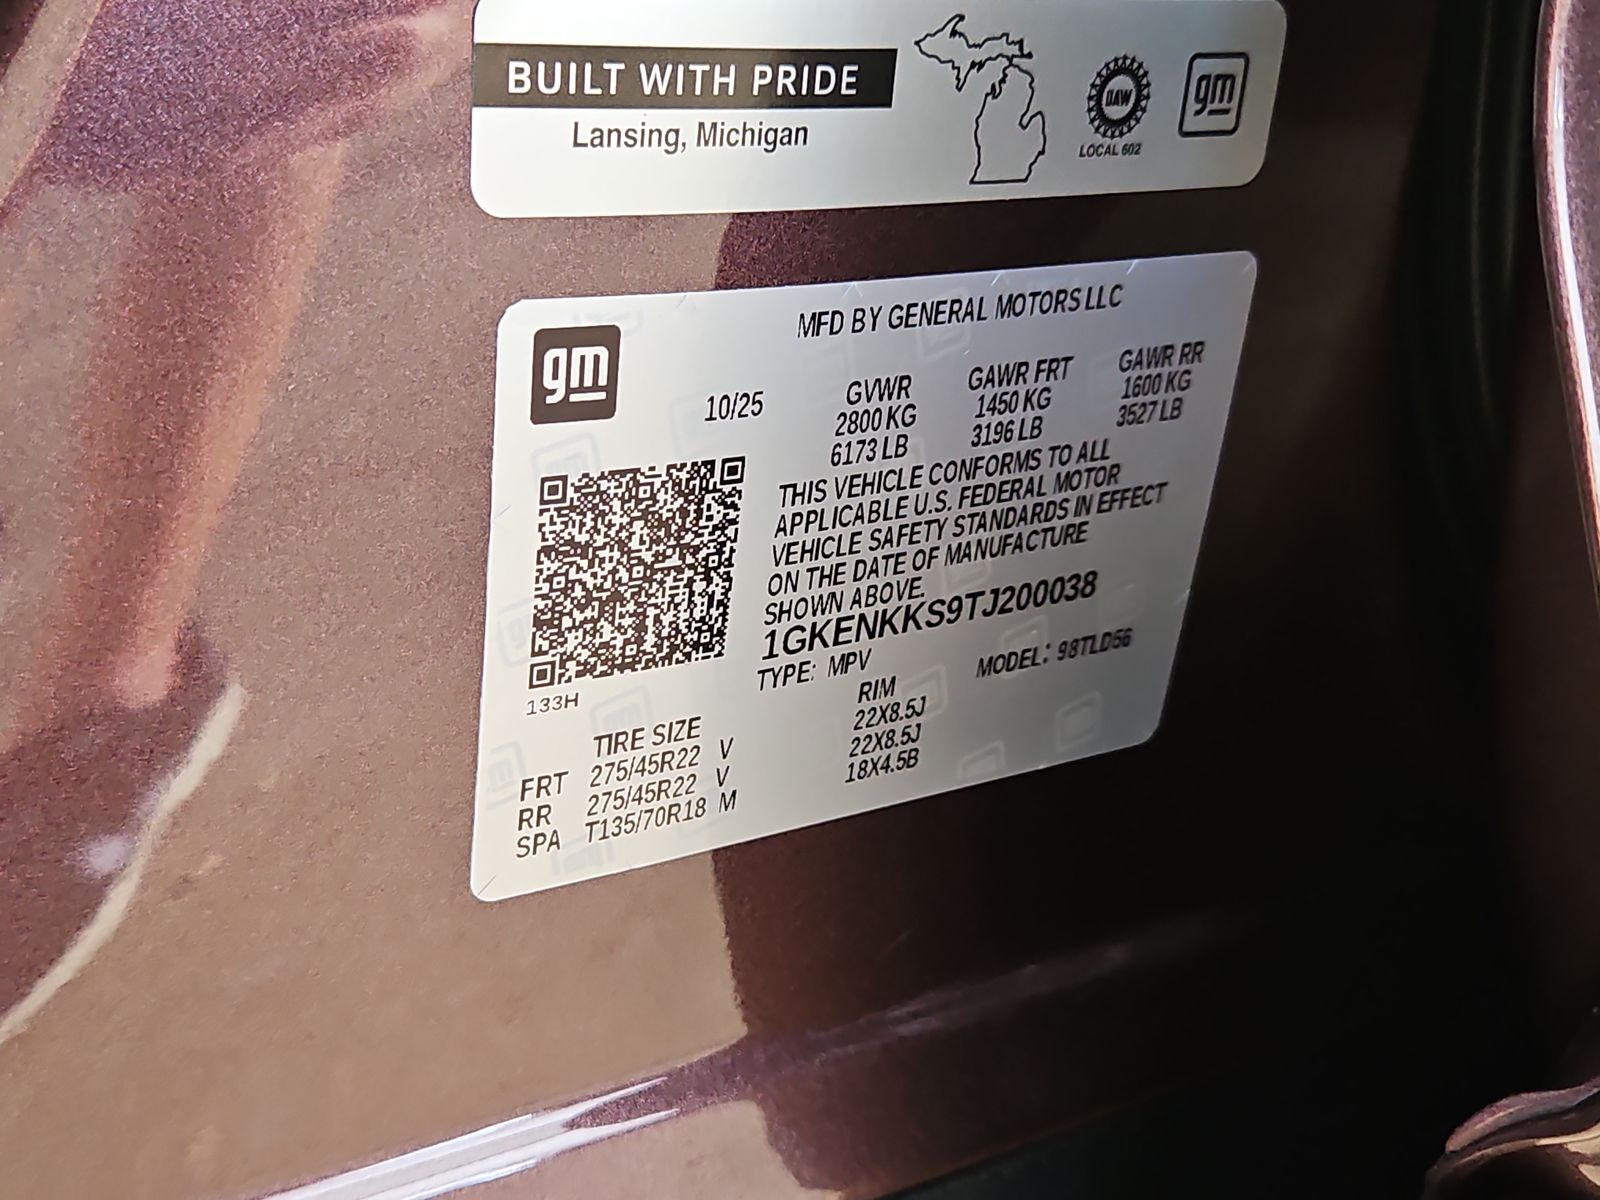 BUILT WITH PRIDE
Lansing, Michigan
UAW
LOCAL 602
gm
gm
MFD BY GENERAL MOTORS LLC
10/25
GVWR GAWR FRT GAWR RR
2800 KG 1450 KG 1600 KG
6173 LB 3196 LB 3527 LB
THIS VEHICLE CONFORMS TO ALL
APPLICABLE U.S. FEDERAL MOTOR
VEHICLE SAFETY STANDARDS IN EFFECT
ON THE DATE OF MANUFACTURE
SHOWN ABOVE.
1GKENKKS9TJ200038
TYPE: MPV MODEL: 98TLD56
133H
TIRE SIZE RIM
FRT 275/45R22 V 22X8.5J
RR 275/45R22 V 22X8.5J
SPA T135/70R18 M 18X4.5B